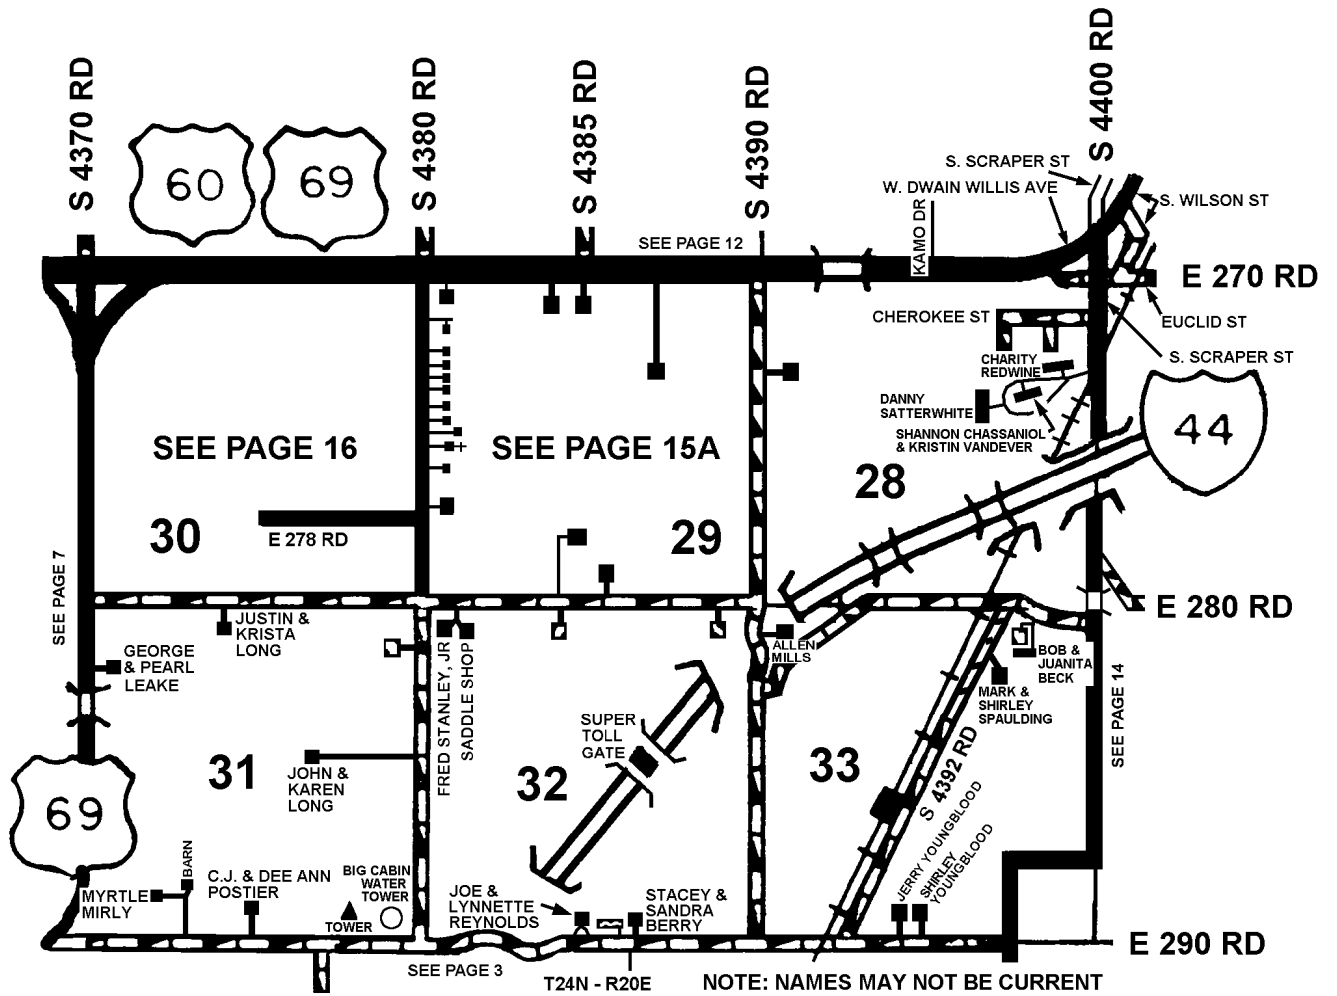 S 4370 RD
60
69
S 4380 RD
S 4385 RD
S 4390 RD
S 4400 RD
S. SCRAPER ST
W. DWAIN WILLIS AVE
S. WILSON ST
KAMO DR
SEE PAGE 12
E 270 RD
CHEROKEE ST
EUCLID ST
S. SCRAPER ST
CHARITY
REDWINE
DANNY
SATTERWHITE
SHANNON CHASSANIOL
& KRISTIN VANDEVER
44
SEE PAGE 16
SEE PAGE 15A
28
30
E 278 RD
29
SEE PAGE 7
E 280 RD
JUSTIN &
KRISTA
LONG
GEORGE
& PEARL
LEAKE
FRED STANLEY, JR
SADDLE SHOP
ALLEN
MILLS
BOB &
JUANITA
BECK
MARK &
SHIRLEY
SPAULDING
SEE PAGE 14
SUPER
TOLL
GATE
31
32
33
S 4392 RD
JOHN &
KAREN
LONG
69
JERRY YOUNGBLOOD
SHIRLEY
YOUNGBLOOD
BARN
MYRTLE
MIRLY
C.J. & DEE ANN
POSTIER
BIG CABIN
WATER
TOWER
TOWER
JOE &
LYNNETTE
REYNOLDS
STACEY &
SANDRA
BERRY
E 290 RD
SEE PAGE 3
T24N - R20E
NOTE: NAMES MAY NOT BE CURRENT